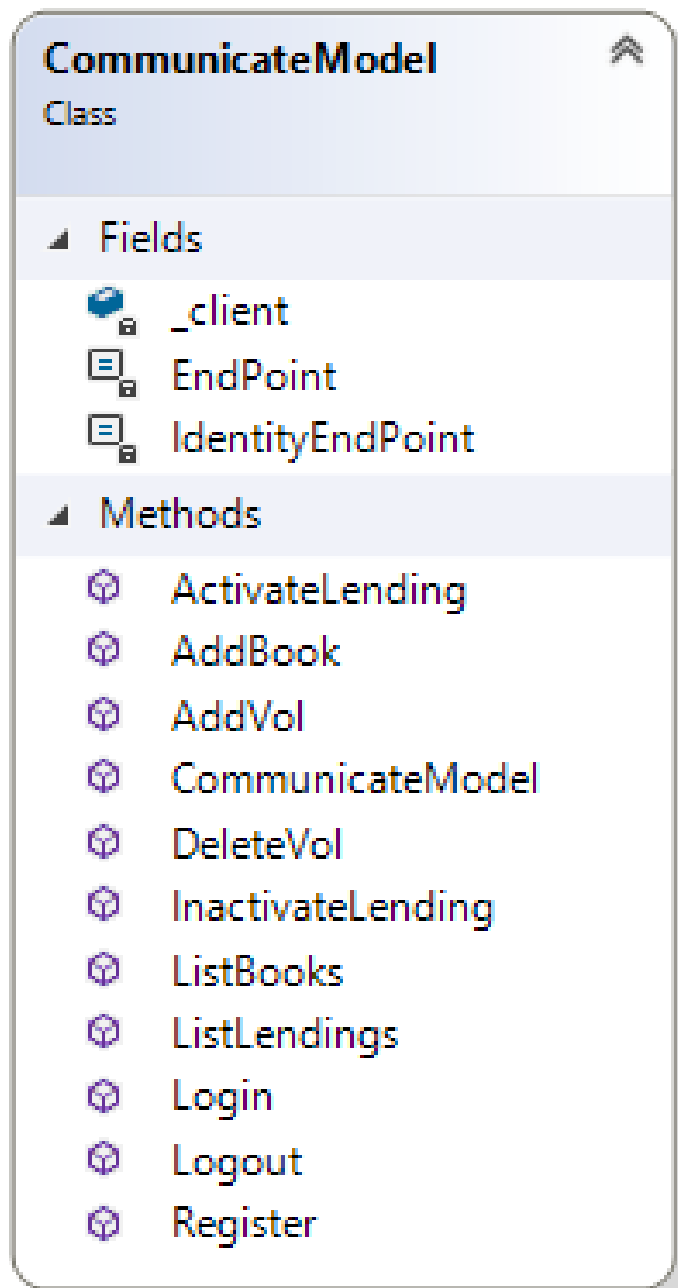 CommunicateModel
Class
Fields
_client
EndPoint
IdentityEndPoint
Methods
ActivateLending
AddBook
AddVol
CommunicateModel
DeleteVol
InactivateLending
ListBooks
ListLendings
Login
Logout
Register